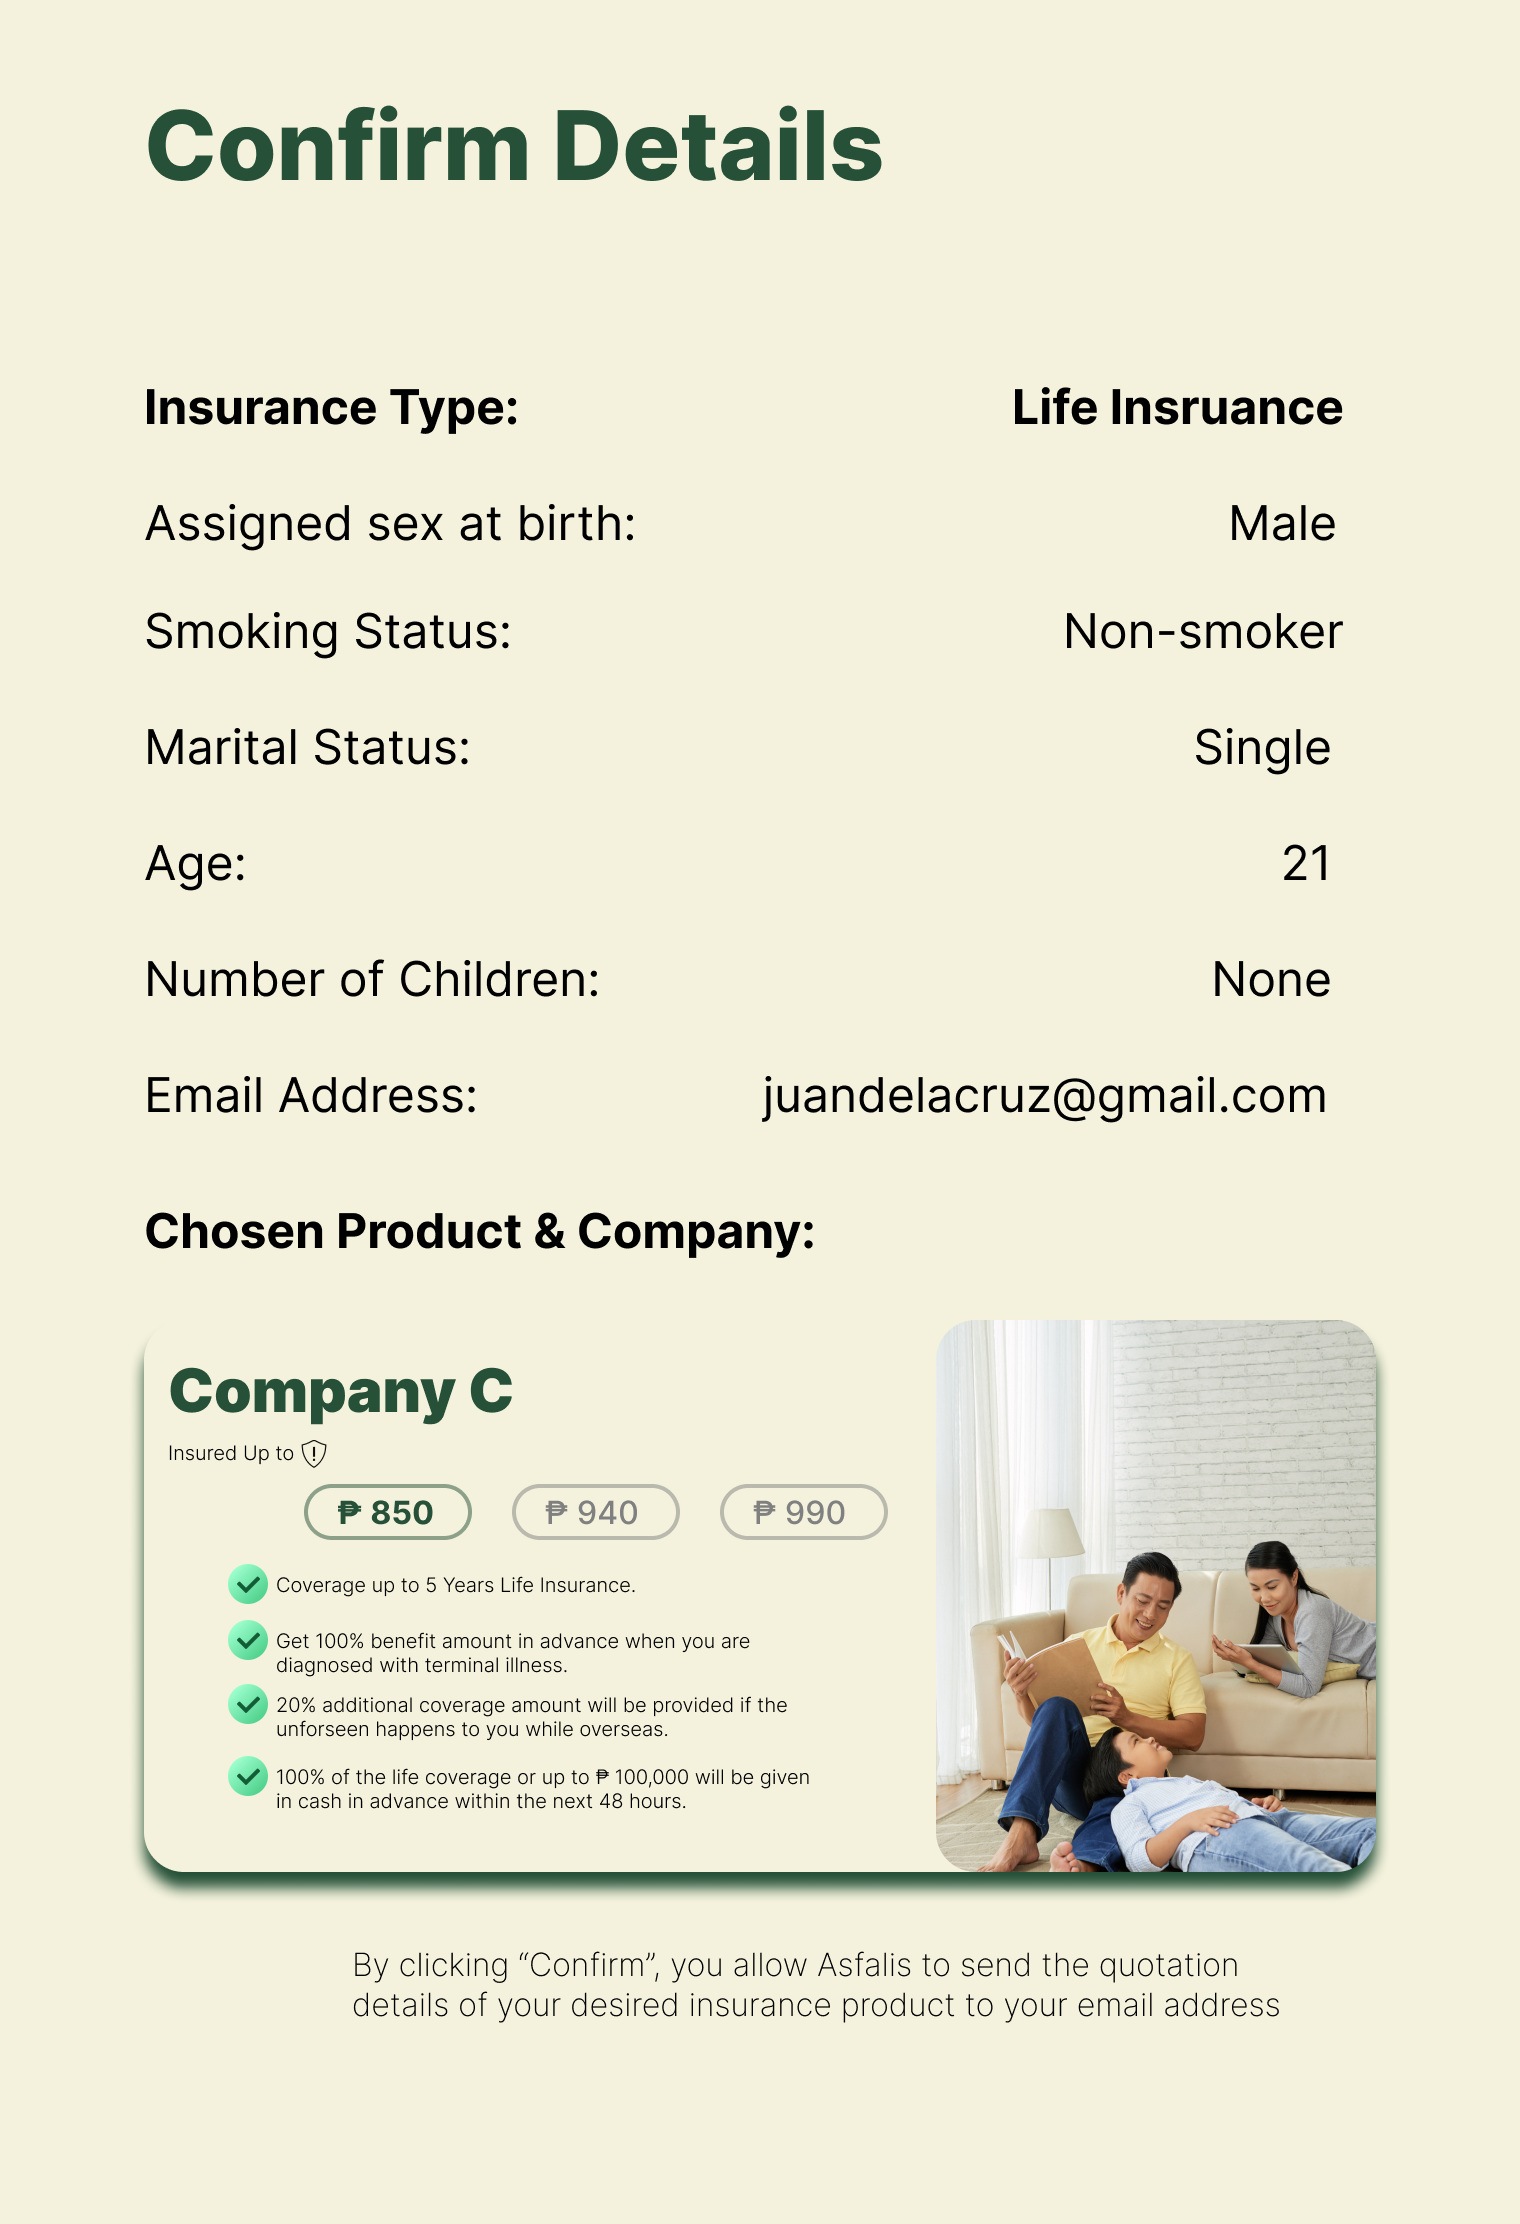 Confirm Details
Insurance Type: Life Insruance
Assigned sex at birth: Male
Smoking Status: Non-smoker
Marital Status: Single
Age: 21
Number of Children: None
Email Address: juandelacruz@gmail.com
Chosen Product & Company:
Company C
Insured Up to
₱ 850 ₱ 940 ₱ 990
Coverage up to 5 Years Life Insurance.
Get 100% benefit amount in advance when you are
diagnosed with terminal illness.
20% additional coverage amount will be provided if the
unforseen happens to you while overseas.
100% of the life coverage or up to ₱ 100,000 will be given
in cash in advance within the next 48 hours.
By clicking “Confirm”, you allow Asfalis to send the quotation
details of your desired insurance product to your email address